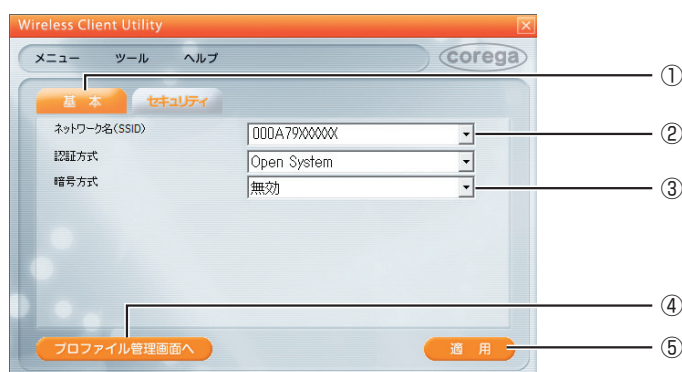 Wireless Client Utility
メニュー ツール ヘルプ corega
①
基 本 セキュリティ
ネットワーク名(SSID) 000A79XXXXXX ②
認証方式 Open System
暗号方式 無効 ③
④
プロファイル管理画面へ 適 用 ⑤